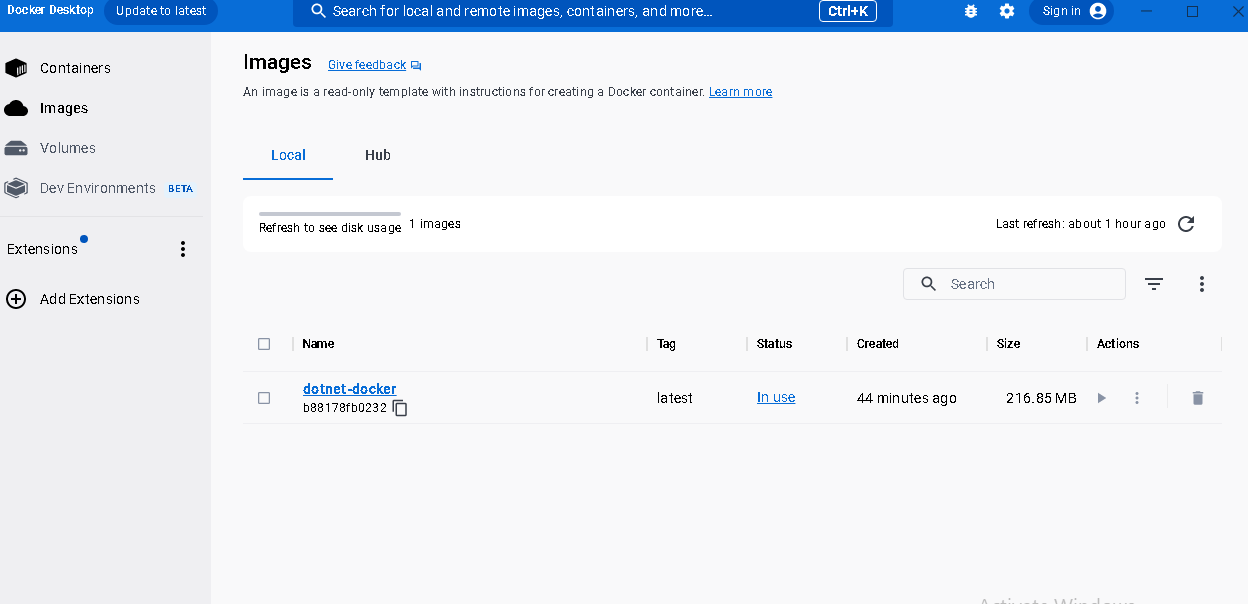 Docker Desktop Update to latest Search for local and remote images, containers, and more... Ctrl+K Sign in
Containers
Images
Volumes
Dev Environments BETA
Extensions
Add Extensions
Images Give feedback
An image is a read-only template with instructions for creating a Docker container. Learn more
Local Hub
Refresh to see disk usage 1 images Last refresh: about 1 hour ago
Search
Name Tag Status Created Size Actions
dotnet-docker latest In use 44 minutes ago 216.85 MB
b88178fb0232
Activate Windows